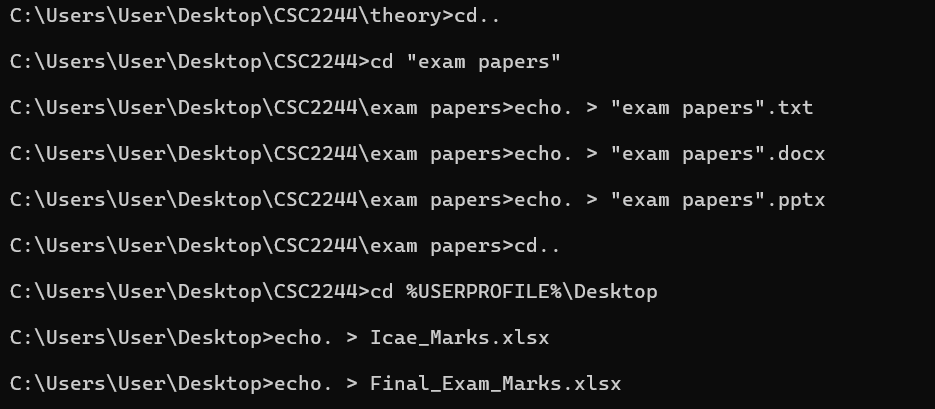 C:\Users\User\Desktop\CSC2244\theory>cd..
C:\Users\User\Desktop\CSC2244>cd "exam papers"
C:\Users\User\Desktop\CSC2244\exam papers>echo. > "exam papers".txt
C:\Users\User\Desktop\CSC2244\exam papers>echo. > "exam papers".docx
C:\Users\User\Desktop\CSC2244\exam papers>echo. > "exam papers".pptx
C:\Users\User\Desktop\CSC2244\exam papers>cd..
C:\Users\User\Desktop\CSC2244>cd %USERPROFILE%\Desktop
C:\Users\User\Desktop>echo. > Icae_Marks.xlsx
C:\Users\User\Desktop>echo. > Final_Exam_Marks.xlsx